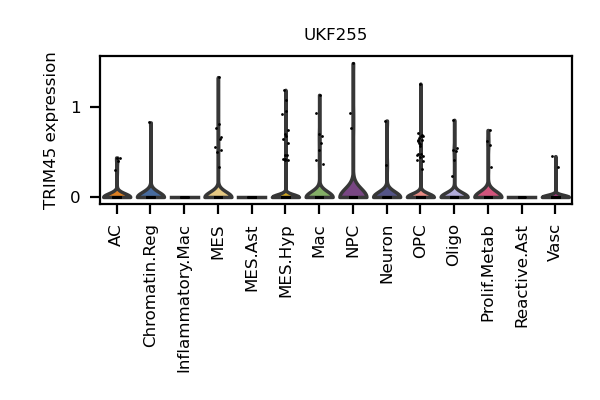 UKF255
TRIM45 expression
1
0
AC
Chromatin.Reg
Inflammatory.Mac
MES
MES.Ast
MES.Hyp
Mac
NPC
Neuron
OPC
Oligo
Prolif.Metab
Reactive.Ast
Vasc